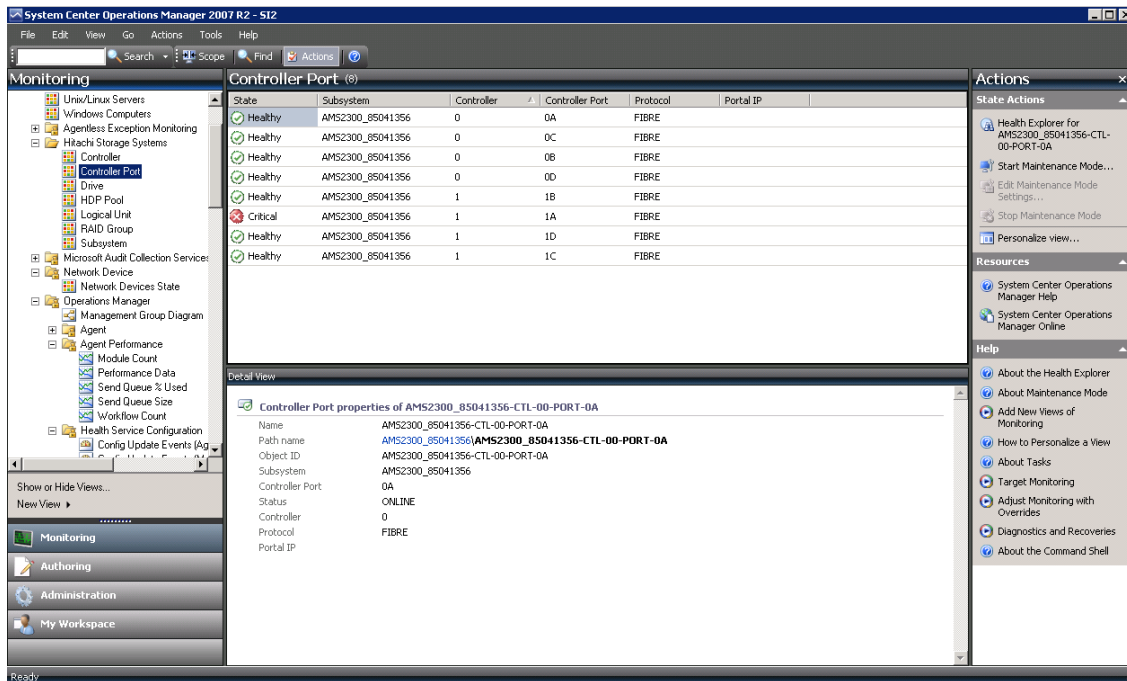 System Center Operations Manager 2007 R2 - SI2
File Edit View Go Actions Tools Help
Search Scope Find Actions
Monitoring
Unix/Linux Servers
Windows Computers
Agentless Exception Monitoring
Hitachi Storage Systems
Controller
Controller Port
Drive
HDP Pool
Logical Unit
RAID Group
Subsystem
Microsoft Audit Collection Services
Network Device
Network Devices State
Operations Manager
Management Group Diagram
Agent
Agent Performance
Module Count
Performance Data
Send Queue % Used
Send Queue Size
Workflow Count
Health Service Configuration
Config Update Events (Ag
Show or Hide Views...
New View
Monitoring
Authoring
Administration
My Workspace
Ready
Controller Port (8)
State Subsystem Controller Controller Port Protocol Portal IP
Healthy AMS2300_85041356 0 0A FIBRE
Healthy AMS2300_85041356 0 0C FIBRE
Healthy AMS2300_85041356 0 0B FIBRE
Healthy AMS2300_85041356 0 0D FIBRE
Healthy AMS2300_85041356 1 1B FIBRE
Critical AMS2300_85041356 1 1A FIBRE
Healthy AMS2300_85041356 1 1D FIBRE
Healthy AMS2300_85041356 1 1C FIBRE
Detail View
Controller Port properties of AMS2300_85041356-CTL-00-PORT-0A
Name AMS2300_85041356-CTL-00-PORT-0A
Path name AMS2300_85041356\AMS2300_85041356-CTL-00-PORT-0A
Object ID AMS2300_85041356-CTL-00-PORT-0A
Subsystem AMS2300_85041356
Controller Port 0A
Status ONLINE
Controller 0
Protocol FIBRE
Portal IP
Actions
State Actions
Health Explorer for
AMS2300_85041356-CTL-
00-PORT-0A
Start Maintenance Mode...
Edit Maintenance Mode
Settings...
Stop Maintenance Mode
Personalize view...
Resources
System Center Operations
Manager Help
System Center Operations
Manager Online
Help
About the Health Explorer
About Maintenance Mode
Add New Views of
Monitoring
How to Personalize a View
About Tasks
Target Monitoring
Adjust Monitoring with
Overrides
Diagnostics and Recoveries
About the Command Shell